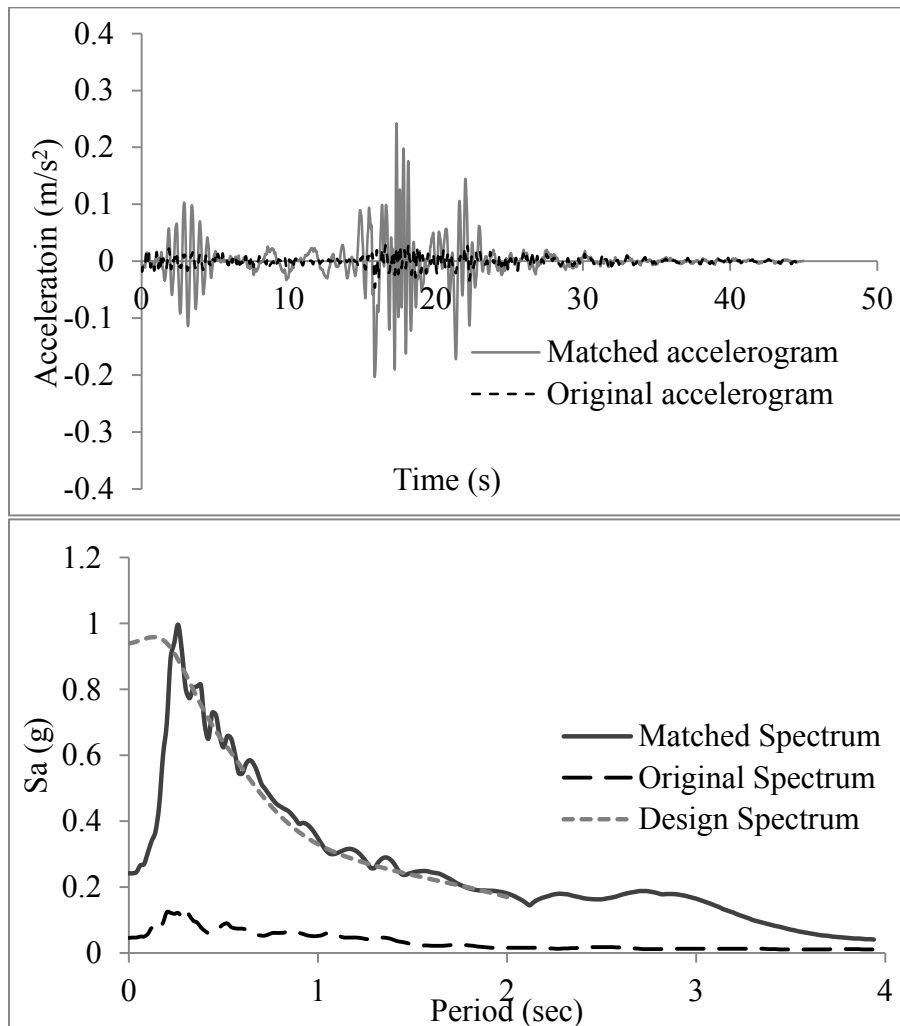 0.4
0.3
0.2
0.1
0
-0.1
-0.2
-0.3
-0.4
Acceleratoin (m/s²)
0 10 20 30 40 50
Matched accelerogram
Original accelerogram
Time (s)
1.2
1
0.8
0.6
0.4
0.2
0
Sa (g)
Matched Spectrum
Original Spectrum
Design Spectrum
0 1 2 3 4
Period (sec)